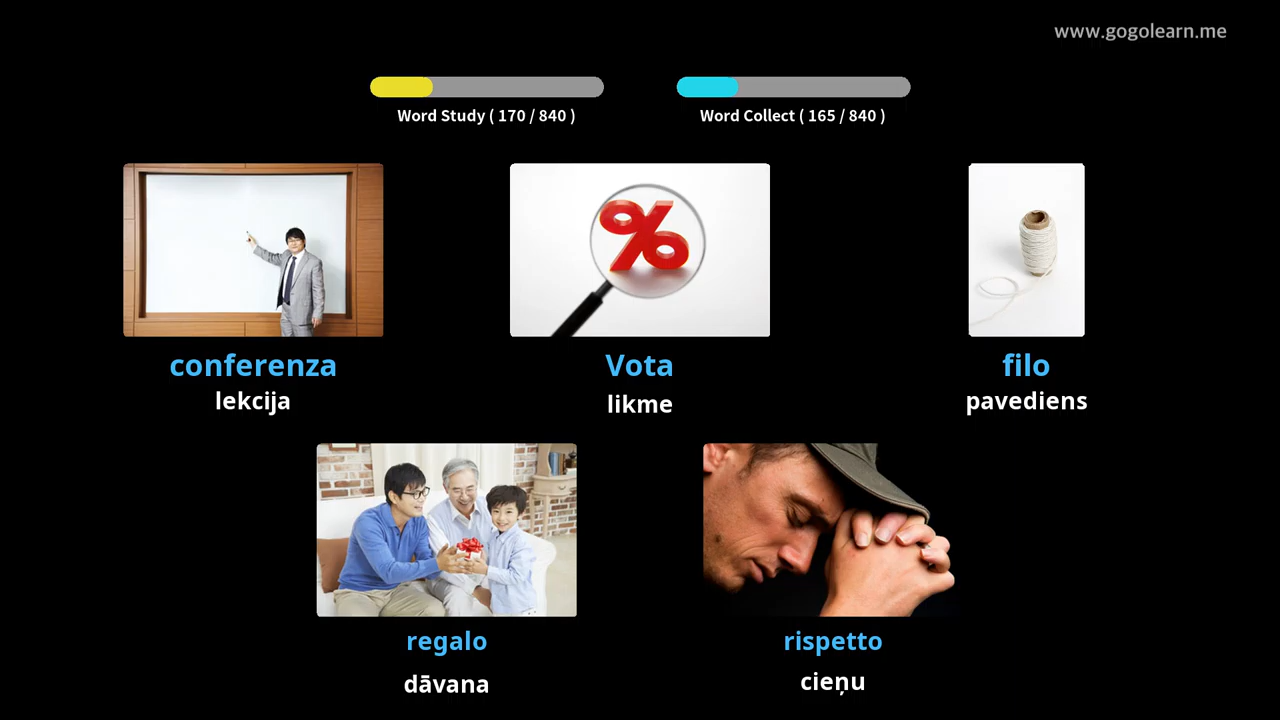 www.gogolearn.me
Word Study ( 170 / 840 )
Word Collect ( 165 / 840 )
conferenza
lekcija
Vota
likme
filo
pavediens
regalo
dāvana
rispetto
cieņu